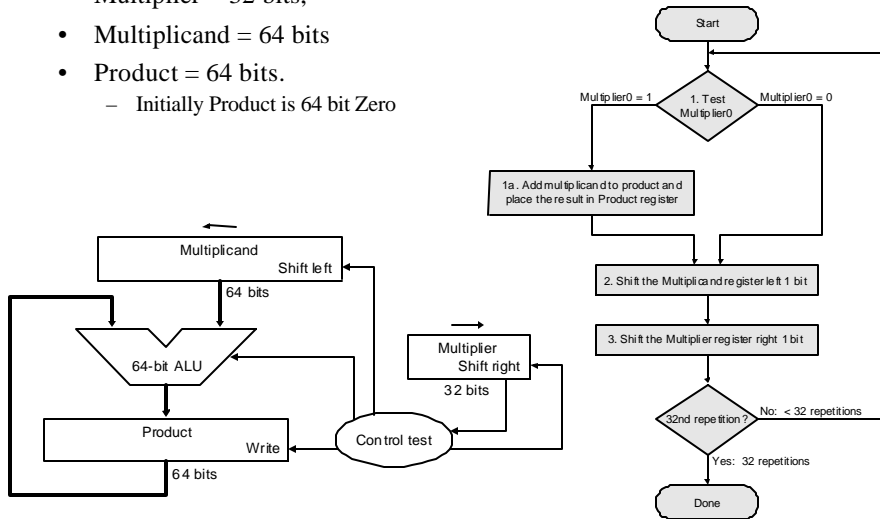 Multiplier = 32 bits,
• Multiplicand = 64 bits
• Product = 64 bits.
– Initially Product is 64 bit Zero
Start
Multiplier0 = 1
1. Test
Multiplier0
Multiplier0 = 0
1a. Add multiplicand to product and
place the result in Product register
2. Shift the Multiplicand register left 1 bit
3. Shift the Multiplier register right 1 bit
32nd repetition?
No: < 32 repetitions
Yes: 32 repetitions
Done
Multiplicand
Shift left
64 bits
64-bit ALU
Multiplier
Shift right
32 bits
Product
Write
Control test
64 bits